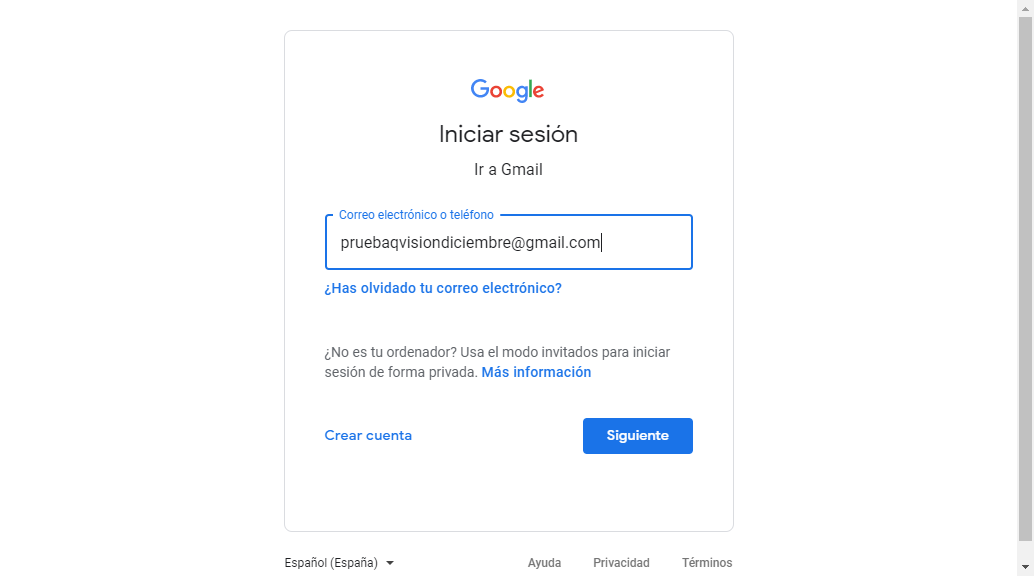 Google
Iniciar sesión
Ir a Gmail
Correo electrónico o teléfono
pruebaqvisiondiciembre@gmail.com
¿Has olvidado tu correo electrónico?
¿No es tu ordenador? Usa el modo invitados para iniciar
sesión de forma privada. Más información
Crear cuenta
Siguiente
Español (España)
Ayuda
Privacidad
Términos